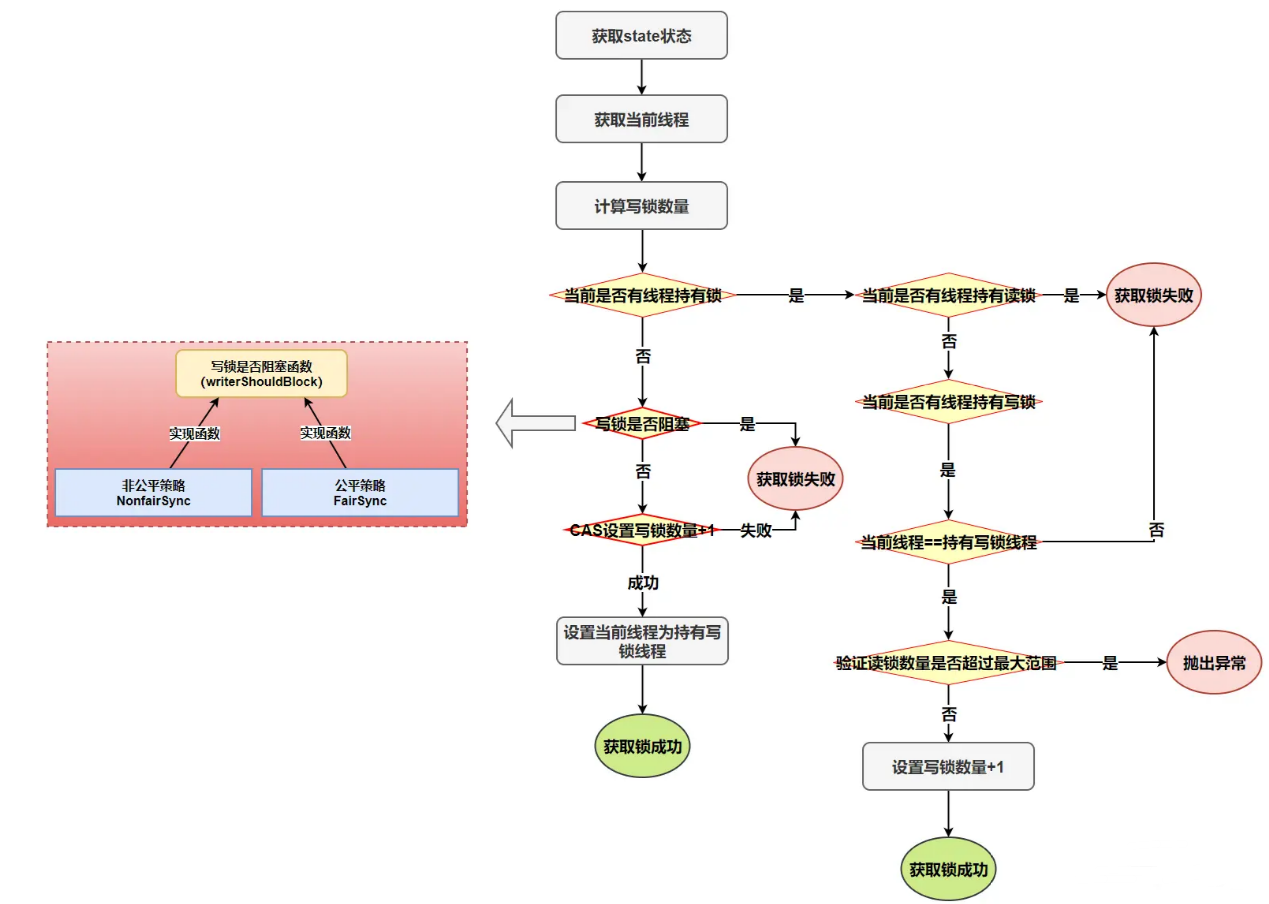 获取state状态
获取当前线程
计算写锁数量
当前是否有线程持有锁
是
当前是否有线程持有读锁
是
获取锁失败
否
否
写锁是否阻塞函数
（writerShouldBlock）
实现函数
实现函数
非公平策略
NonfairSync
公平策略
FairSync
当前是否有线程持有写锁
写锁是否阻塞
是
获取锁失败
否
是
CAS设置写锁数量+1
失败
当前线程==持有写锁线程
否
成功
是
设置当前线程为持有写
锁线程
验证读锁数量是否超过最大范围
是
抛出异常
否
获取锁成功
设置写锁数量+1
获取锁成功